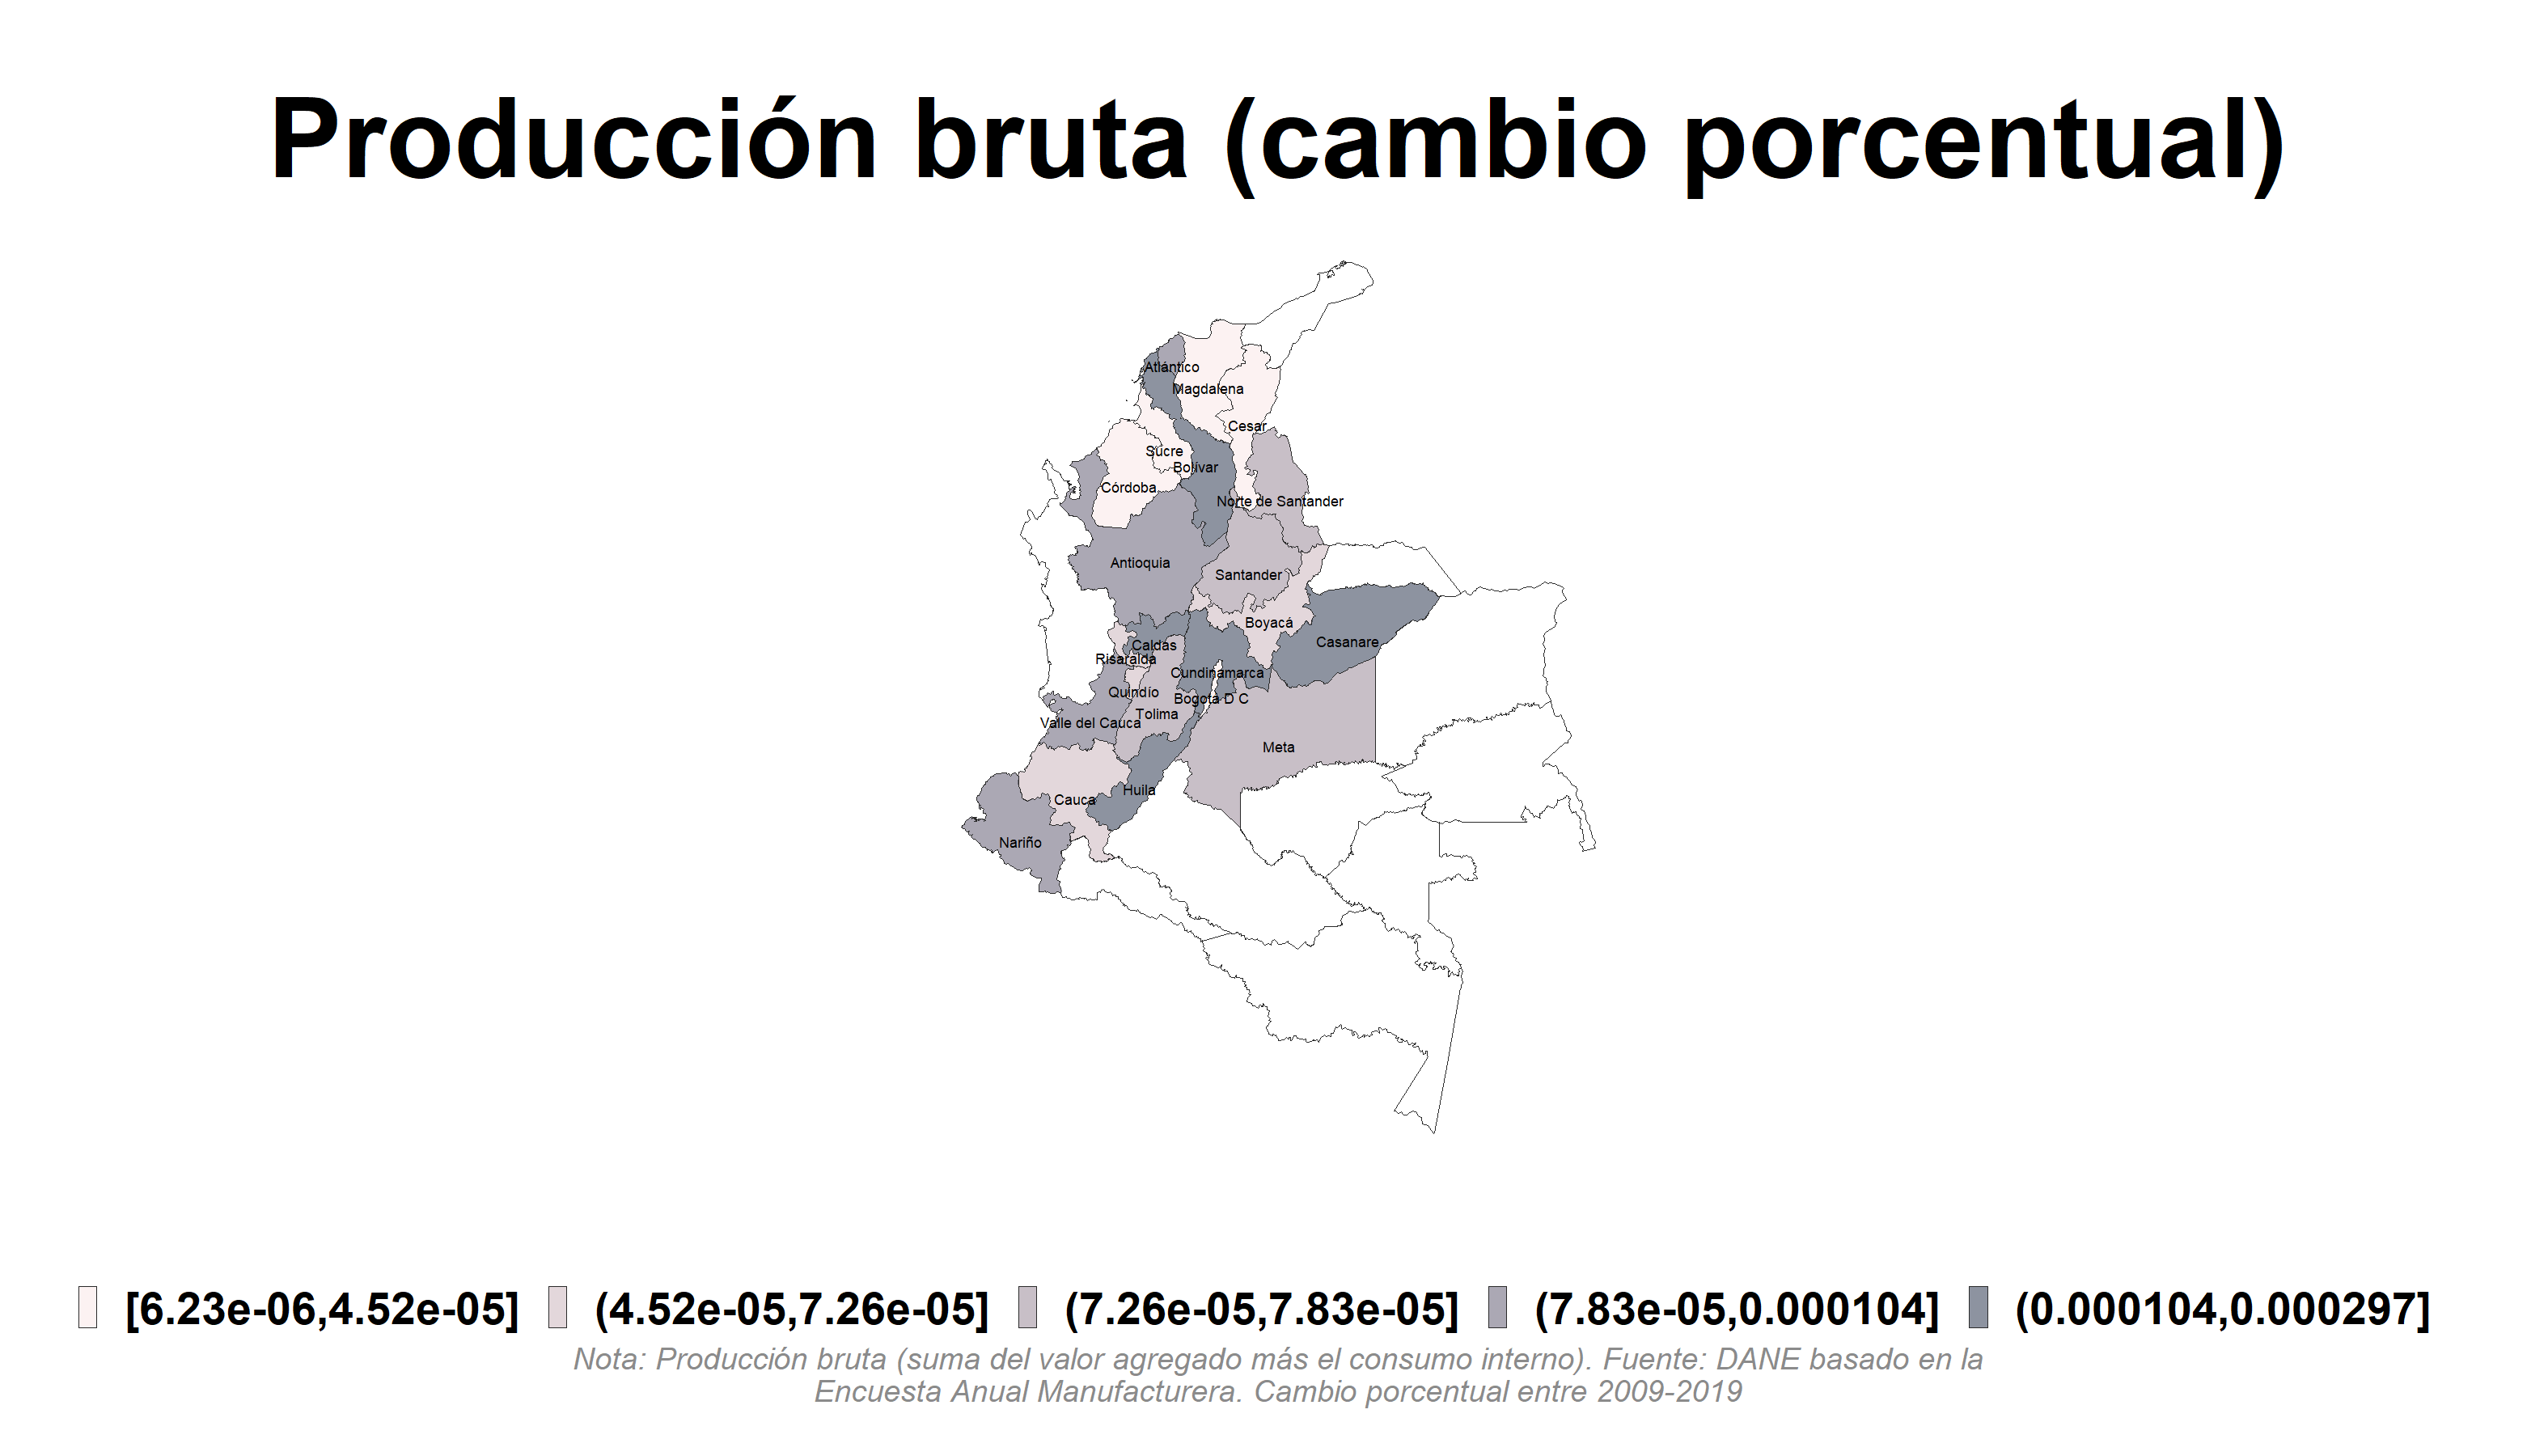 Producción bruta (cambio porcentual)
Atlántico
Magdalena
Cesar
Sucre
Bolívar
Córdoba
Norte de Santander
Antioquia
Santander
Boyacá
Casanare
Caldas
Risaralda
Cundinamarca
Quindío
Bogotá D C
Tolima
Valle del Cauca
Meta
Huila
Cauca
Nariño
[6.23e-06,4.52e-05] (4.52e-05,7.26e-05] (7.26e-05,7.83e-05] (7.83e-05,0.000104] (0.000104,0.000297]
Nota: Producción bruta (suma del valor agregado más el consumo interno). Fuente: DANE basado en la
Encuesta Anual Manufacturera. Cambio porcentual entre 2009-2019